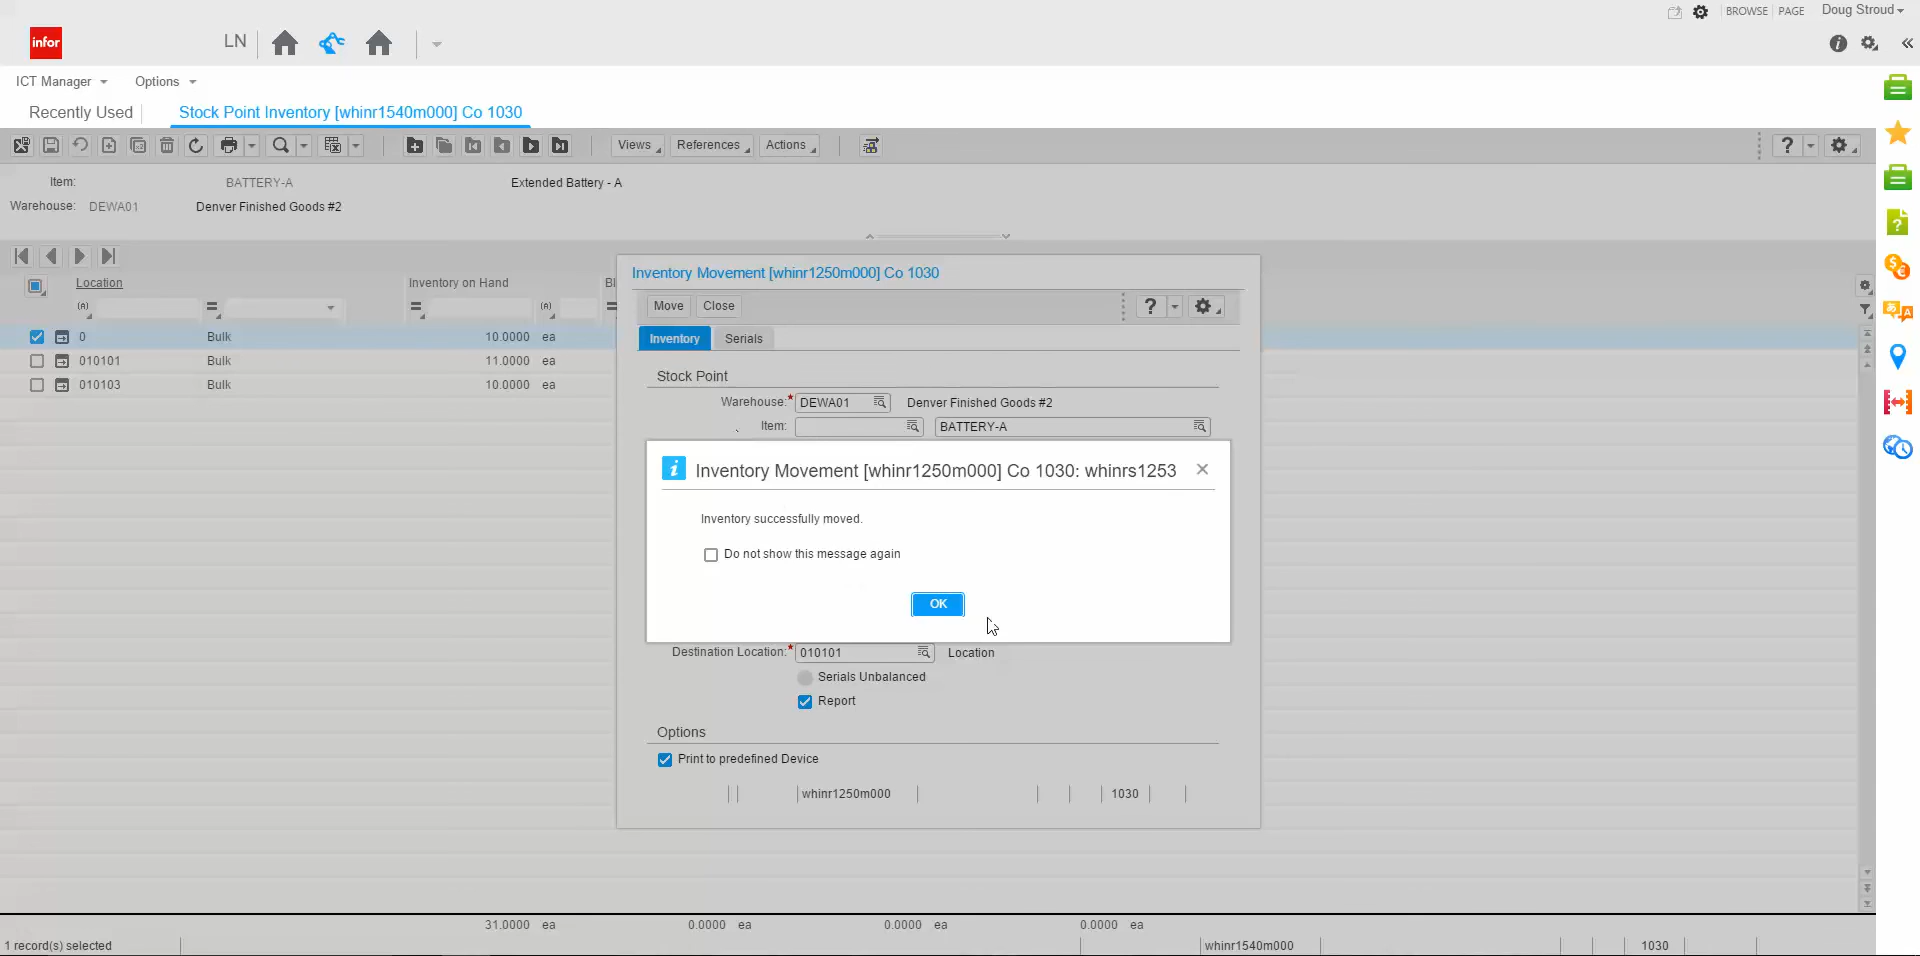 BROWSE PAGE Doug Stroud
infor LN
ICT Manager Options
Recently Used Stock Point Inventory [whinr1540m000] Co 1030
Views References Actions ?
Item: BATTERY-A Extended Battery - A
Warehouse: DEWA01 Denver Finished Goods #2
Location Inventory on Hand Bl
0 Bulk 10.0000 ea
010101 Bulk 11.0000 ea
010103 Bulk 10.0000 ea
Inventory Movement [whinr1250m000] Co 1030
Move Close ?
Inventory Serials
Stock Point
Warehouse:* DEWA01 Denver Finished Goods #2
Item: BATTERY-A
Inventory Movement [whinr1250m000] Co 1030: whinrs1253
Inventory successfully moved.
Do not show this message again
OK
Destination Location:* 010101 Location
Serials Unbalanced
Report
Options
Print to predefined Device
whinr1250m000 1030
31.0000 ea 0.0000 ea 0.0000 ea 0.0000 ea
1 record(s) selected whinr1540m000 1030